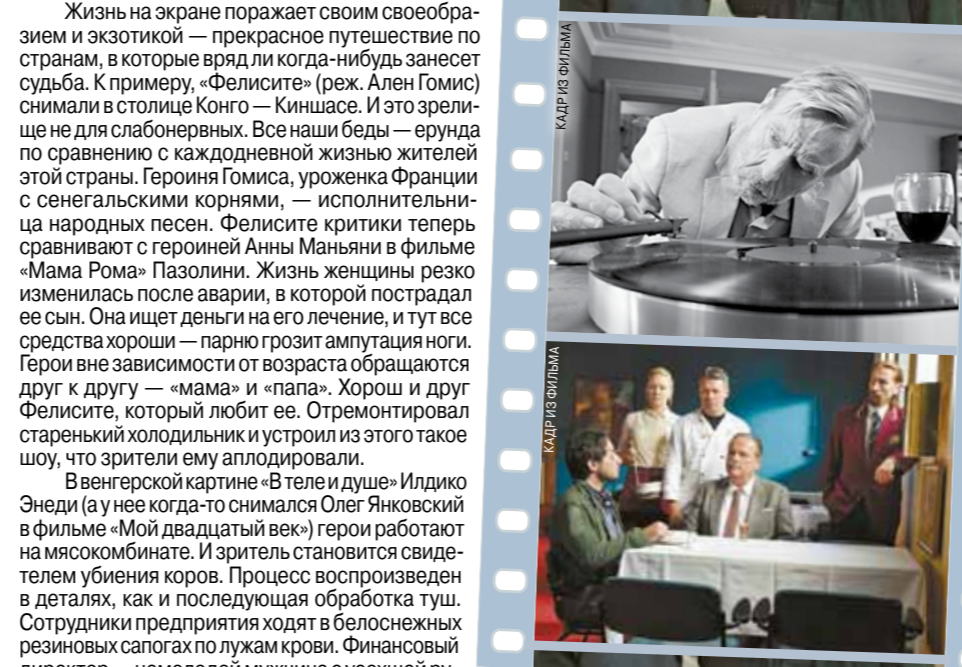 Жизнь на экране поражает своим своеобра-
зием и экзотикой — прекрасное путешествие по
странам, в которые вряд ли когда-нибудь занесет
судьба. К примеру, «Фелисите» (реж. Ален Гомис)
снимали в столице Конго — Киншасе. И это зрели-
ще не для слабонервных. Все наши беды — ерунда
по сравнению с каждодневной жизнью жителей
этой страны. Героиня Гомиса, уроженка Франции
с сенегальскими корнями, — исполнительни-
ца народных песен. Фелисите критики теперь
сравнивают с героиней Анны Маньяни в фильме
«Мама Рома» Пазолини. Жизнь женщины резко
изменилась после аварии, в которой пострадал
ее сын. Она ищет деньги на его лечение, и тут все
средства хороши — парню грозит ампутация ноги.
Герои вне зависимости от возраста обращаются
друг к другу — «мама» и «папа». Хорош и друг
Фелисите, который любит ее. Отремонтировал
старенький холодильник и устроил из этого такое
шоу, что зрители ему аплодировали.
В венгерской картине «В теле и душе» Илдико
Энеди (а у нее когда-то снимался Олег Янковский
в фильме «Мой двадцатый век») герои работают
на мясокомбинате. И зритель становится свиде-
телем убиения коров. Процесс воспроизведен
в деталях, как и последующая обработка туш.
Сотрудники предприятия ходят в белоснежных
резиновых сапогах по лужам крови. Финансовый
КАДР ИЗ ФИЛЬМА
КАДР ИЗ ФИЛЬМА